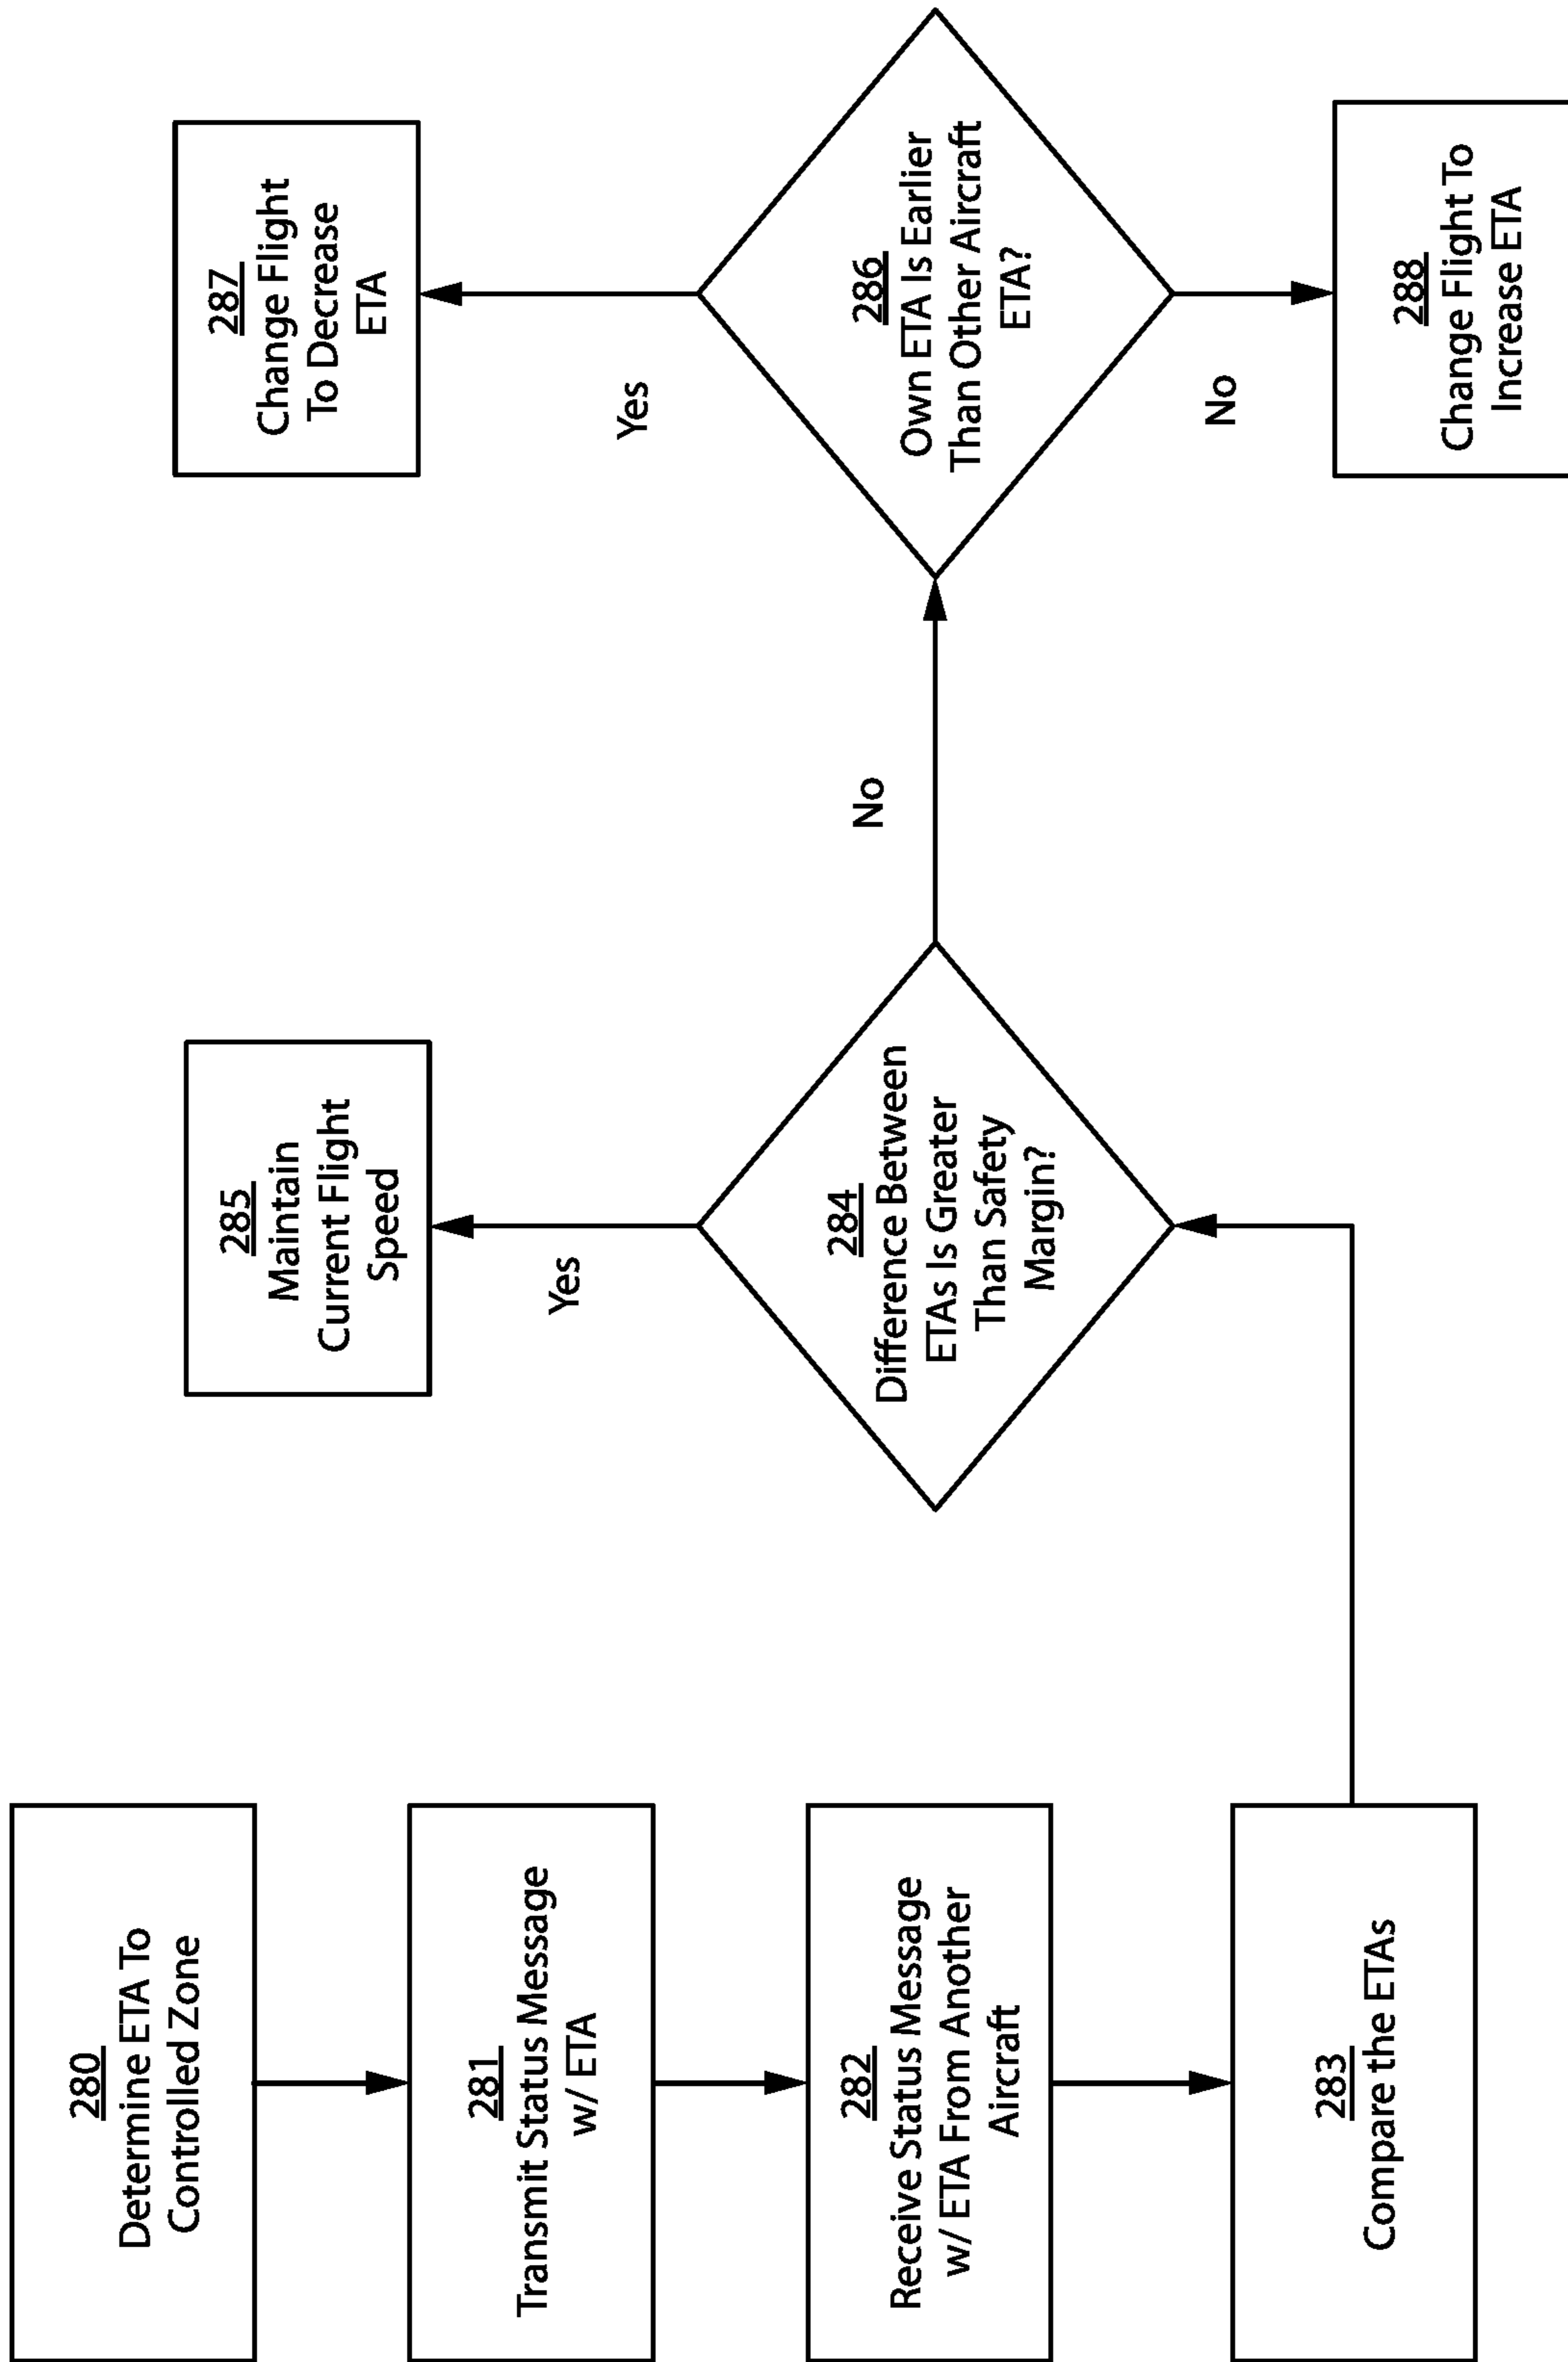 280
Determine ETA To
Controlled Zone
281
Transmit Status Message
w/ ETA
282
Receive Status Message
w/ ETA From Another
Aircraft
283
Compare the ETAs
284
Difference Between
ETAs Is Greater
Than Safety
Margin?
Yes
285
Maintain
Current Flight
Speed
No
286
Own ETA Is Earlier
Than Other Aircraft
ETA?
Yes
287
Change Flight
To Decrease
ETA
No
288
Change Flight To
Increase ETA